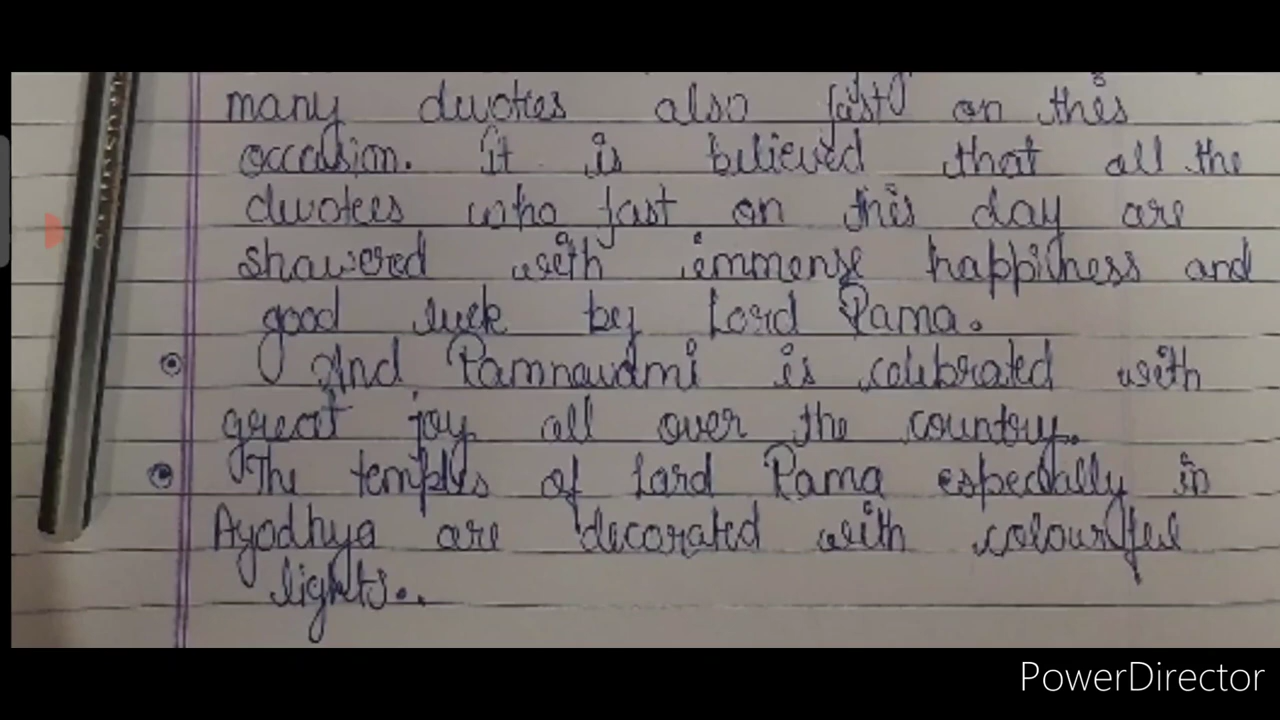 many devotees also fast on this
occasion. It is believed that all the
devotees who fast on this day are
showered with immense happiness and
good luck by Lord Rama.
And Ramnavami is celebrated with
great joy all over the country.
The temples of Lord Rama especially in
Ayodhya are decorated with colourful
lights..
PowerDirector